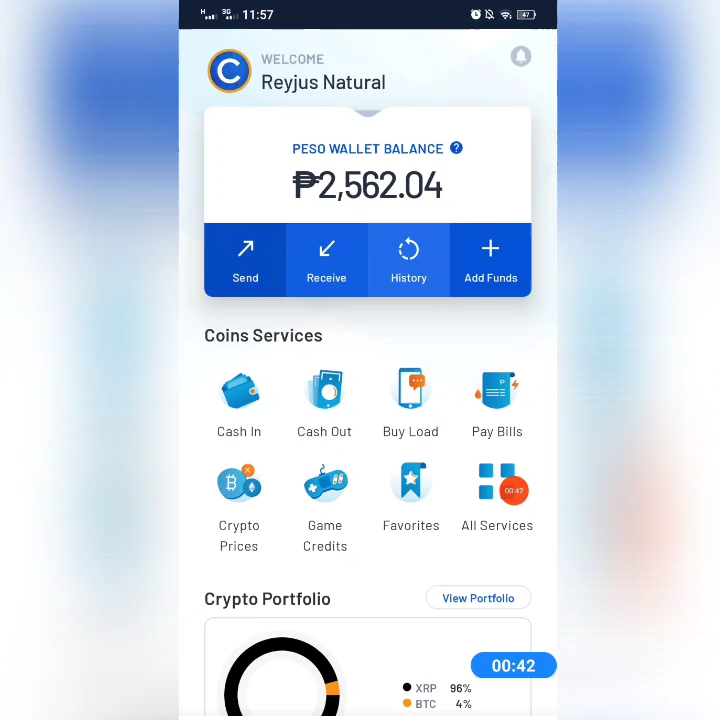 H 3G 11:57 47
WELCOME
Reyjus Natural
PESO WALLET BALANCE ?
₱2,562.04
Send Receive History Add Funds
Coins Services
Cash In Cash Out Buy Load Pay Bills
00:42
Crypto Prices Game Credits Favorites All Services
Crypto Portfolio View Portfolio
00:42
XRP 96%
BTC 4%